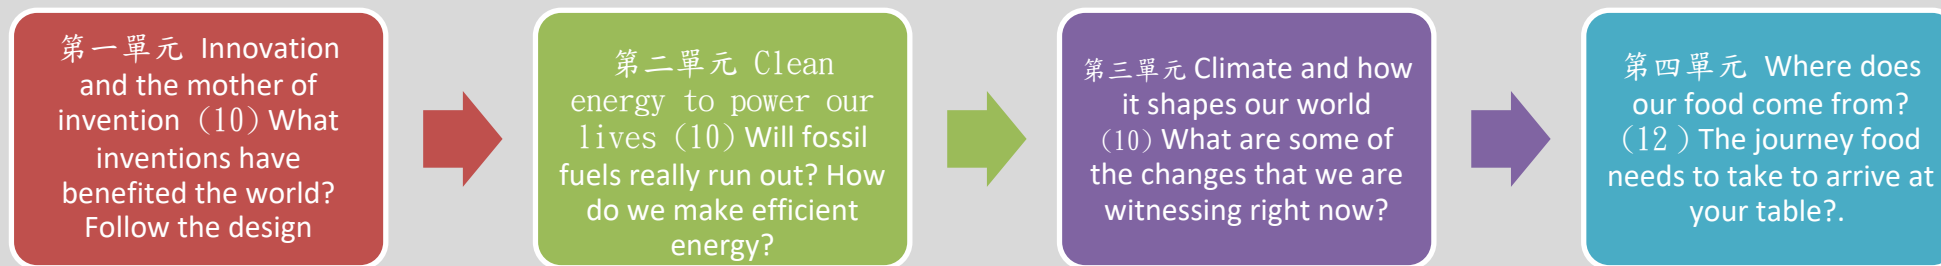 第一單元 Innovation
and the mother of
invention（10）What
inventions have
benefited the world?
Follow the design
第二單元 Clean
energy to power our
lives（10）Will fossil
fuels really run out? How
do we make efficient
energy?
第三單元 Climate and how
it shapes our world
（10）What are some of
the changes that we are
witnessing right now?
第四單元 Where does
our food come from?
（12 ）The journey food
needs to take to arrive at
your table?.